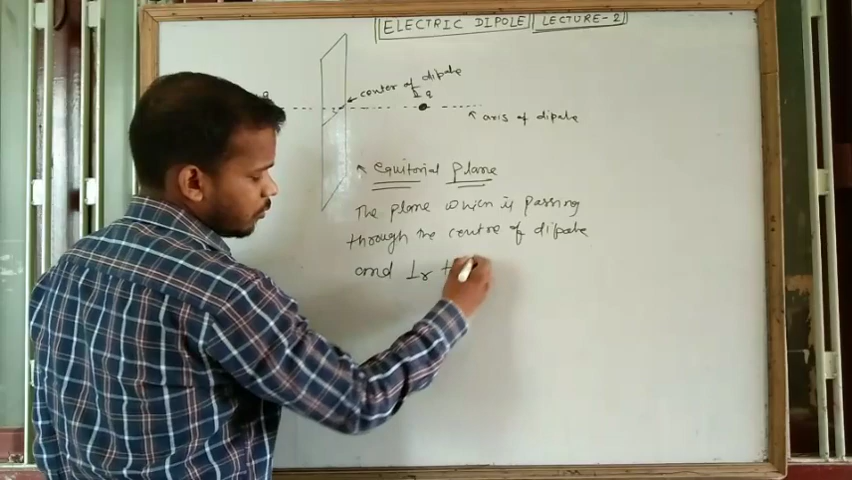 ELECTRIC DIPOLE LECTURE-2
center of dipole
q
q
axis of dipole
equitorial plane
The plane which is passing
through the centre of dipole
and ⊥r t